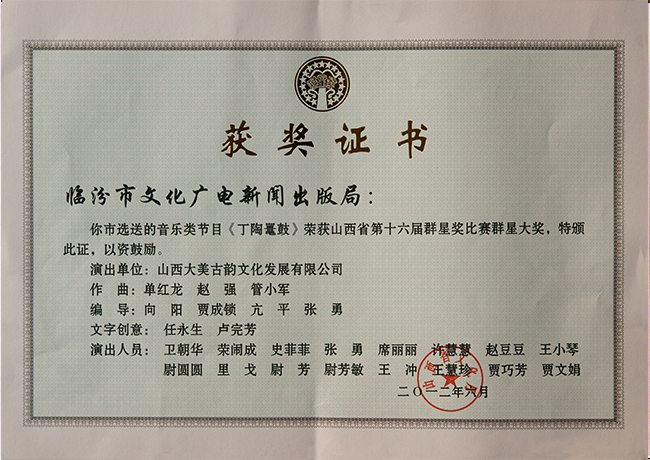 获奖证书
临汾市文化广电新闻出版局：
你市选送的音乐类节目《丁陶鼍鼓》荣获山西省第十六届群星奖比赛群星大奖，特颁
此证，以资鼓励。
演出单位：山西大美古韵文化发展有限公司
作 曲：单红龙 赵 强 管小军
编 导：向 阳 贾成锁 亢 平 张 勇
文字创意：任永生 卢完芳
演出人员：卫朝华 荣闹成 史菲菲 张 勇 席丽丽 许慧慧 赵豆豆 王小琴
尉圆圆 里 戈 尉 芳 尉芳敏 王 冲 王慧珍 贾巧芳 贾文娟
二〇一二年六月